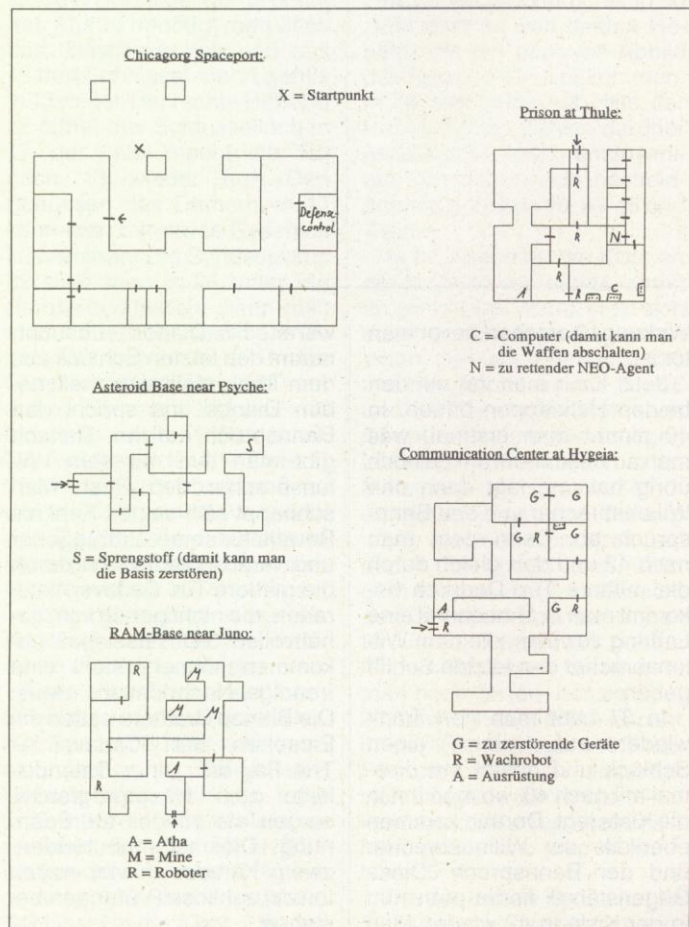 Chicagorg Spaceport:
X = Startpunkt
X
Defense
control
Prison at Thule:
R
R
N
R
A
R
C
C = Computer (damit kann man
die Waffen abschalten)
N = zu rettender NEO-Agent
Asteroid Base near Psyche:
S
S = Sprengstoff (damit kann man
die Basis zerstören)
Communication Center at Hygeia:
G
G
G
R
A
R
G
R
G = zu zerstörende Geräte
R = Wachrobot
A = Ausrüstung
RAM-Base near Juno:
R
M
M
M
A
R
A = Atha
M = Mine
R = Roboter